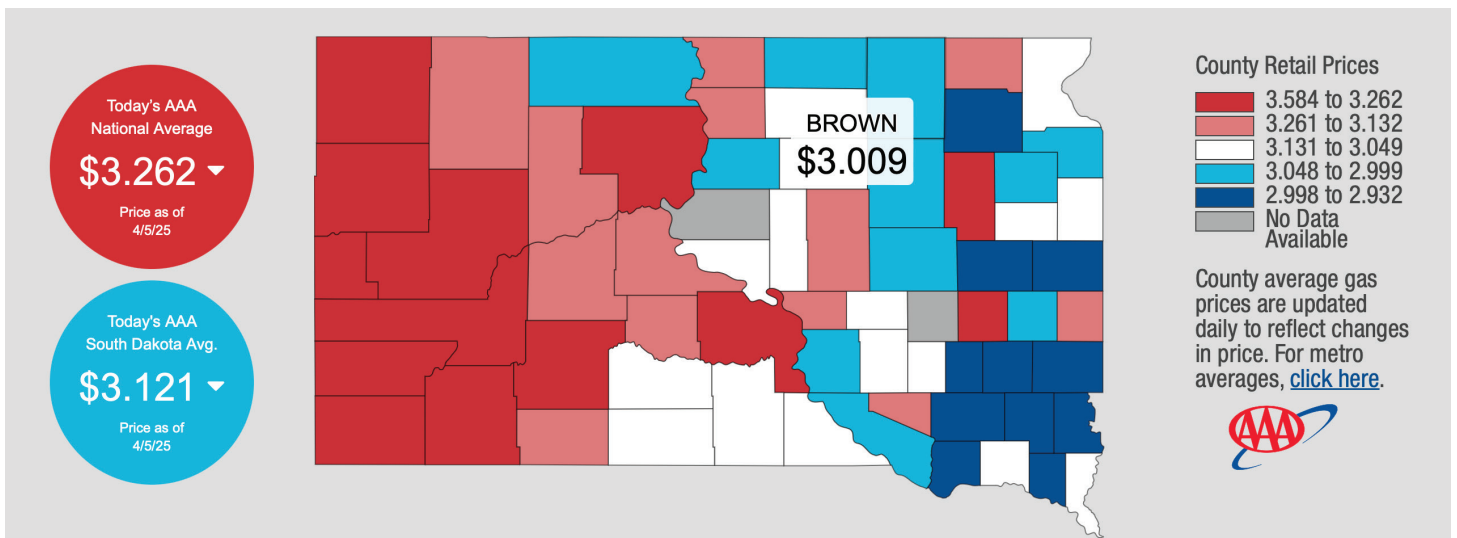 Today's AAA
National Average
$3.262
Price as of
4/5/25
Today's AAA
South Dakota Avg.
$3.121
Price as of
4/5/25
BROWN
$3.009
County Retail Prices
3.584 to 3.262
3.261 to 3.132
3.131 to 3.049
3.048 to 2.999
2.998 to 2.932
No Data
Available
County average gas
prices are updated
daily to reflect changes
in price. For metro
averages, click here.
AAA